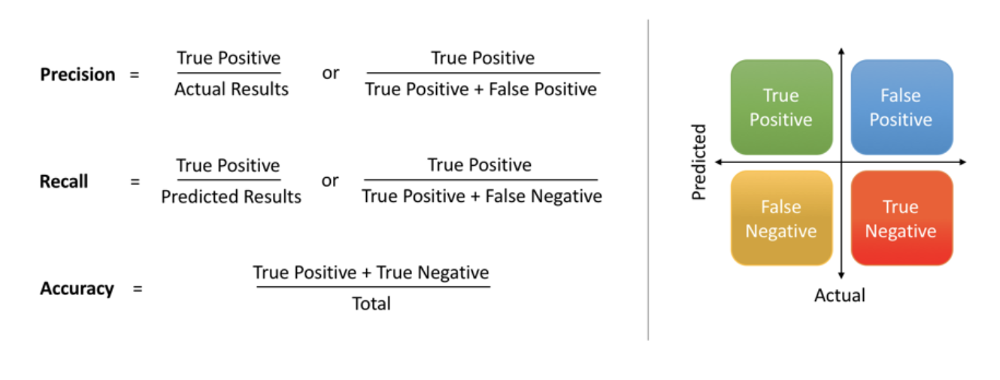 Precision = True Positive / Actual Results or True Positive / True Positive + False Positive
Recall = True Positive / Predicted Results or True Positive / True Positive + False Negative
Accuracy = True Positive + True Negative / Total
Predicted
True
Positive
False
Positive
False
Negative
True
Negative
Actual